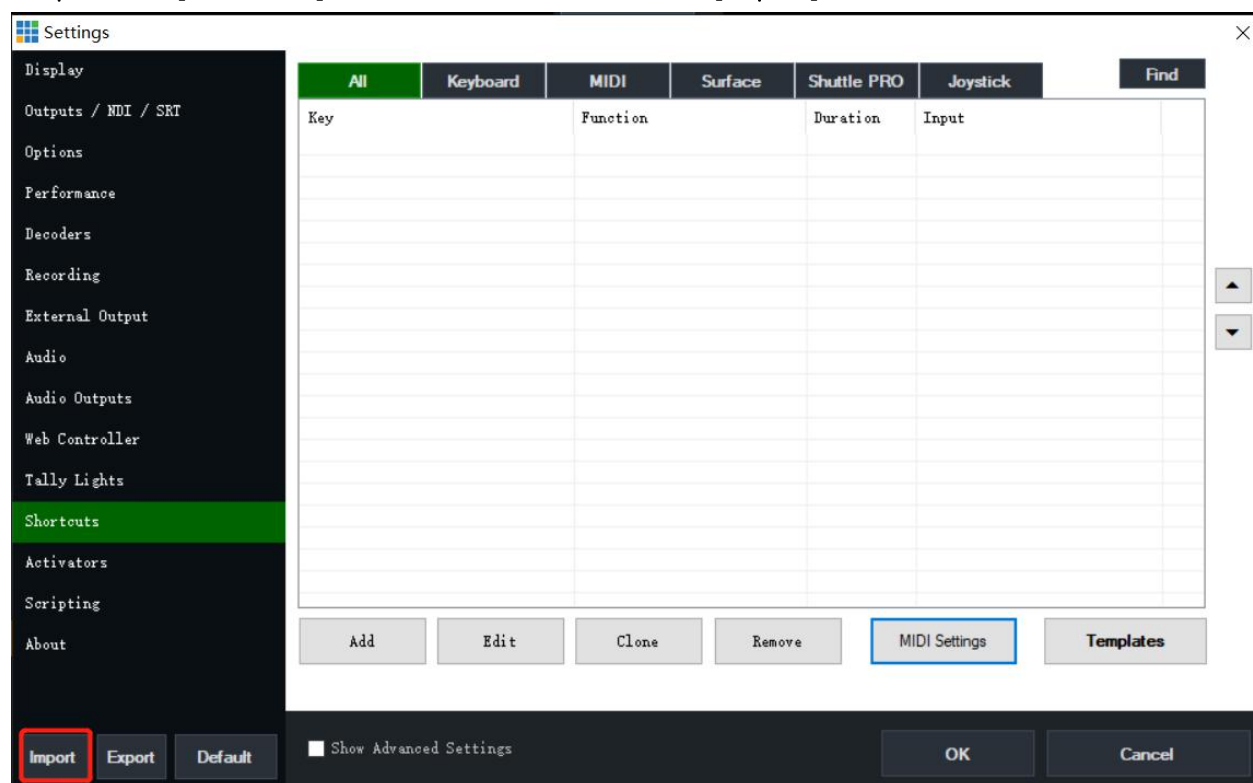 Settings
Display
Outputs / NDI / SRT
Options
Performance
Decoders
Recording
External Output
Audio
Audio Outputs
Web Controller
Tally Lights
Shortcuts
Activators
Scripting
About
Import Export Default
All Keyboard MIDI Surface Shuttle PRO Joystick Find
Key Function Duration Input
Add Edit Clone Remove MIDI Settings Templates
Show Advanced Settings
OK Cancel